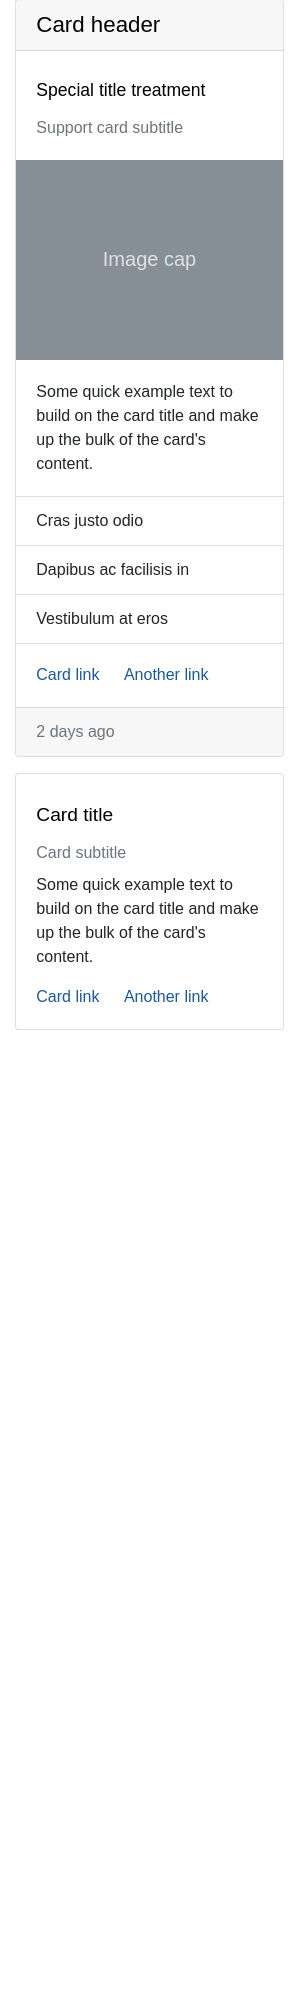 Card header
Special title treatment
Support card subtitle
Image cap
Some quick example text to
build on the card title and make
up the bulk of the card's
content.
Cras justo odio
Dapibus ac facilisis in
Vestibulum at eros
Card link Another link
2 days ago
Card title
Card subtitle
Some quick example text to
build on the card title and make
up the bulk of the card's
content.
Card link Another link